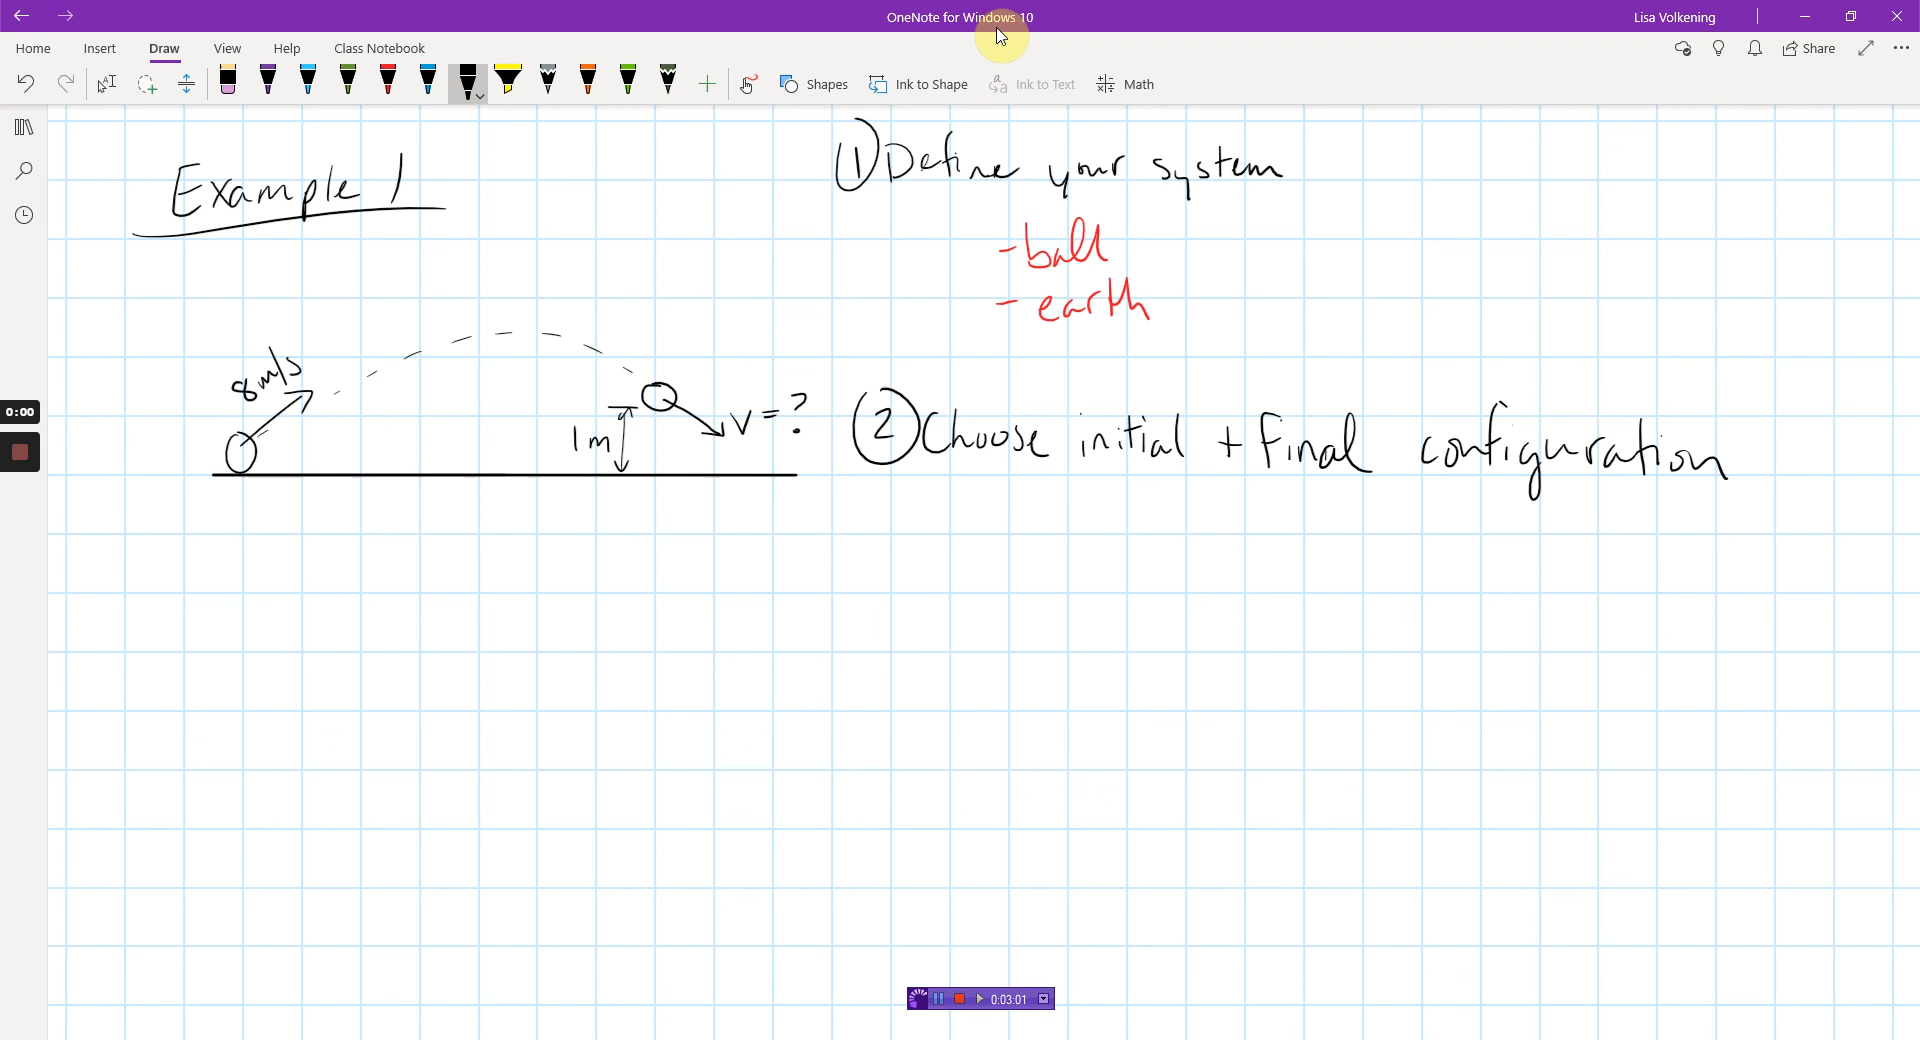 OneNote for Windows 10
Lisa Volkening
Home Insert Draw View Help Class Notebook
Share
Shapes Ink to Shape Ink to Text Math
Example 1
① Define your system
- ball
- earth
8 m/s
0:00
1m
V = ?
② Choose initial + final configuration
0:03:01